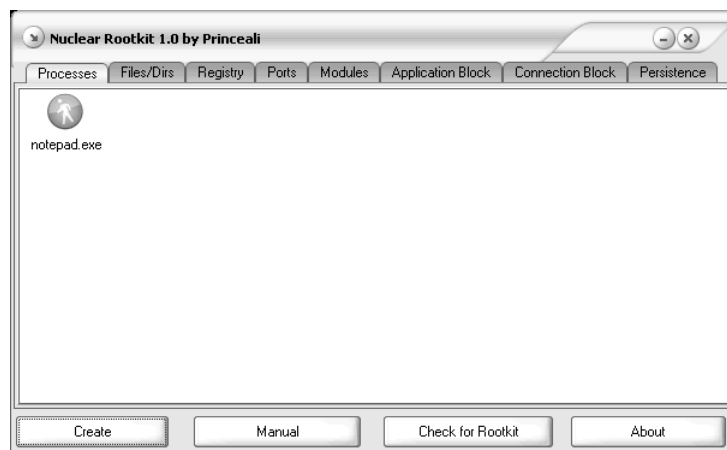 Nuclear Rootkit 1.0 by Princeali
Processes Files/Dirs Registry Ports Modules Application Block Connection Block Persistence
notepad.exe
Create Manual Check for Rootkit About